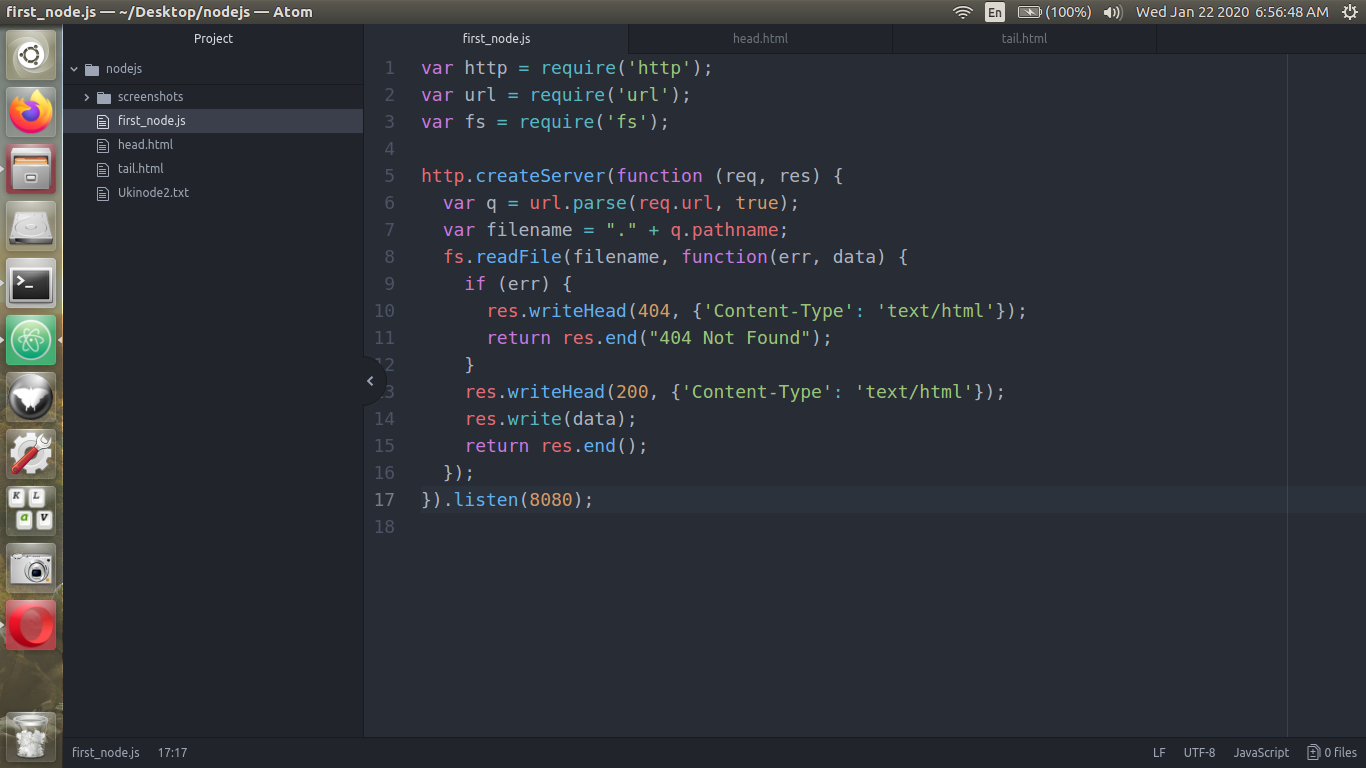 first_node.js — ~/Desktop/nodejs — Atom
En (100%) Wed Jan 22 2020 6:56:48 AM
Project
nodejs
screenshots
first_node.js
head.html
tail.html
Ukinode2.txt
first_node.js head.html tail.html
1 var http = require('http');
2 var url = require('url');
3 var fs = require('fs');
4
5 http.createServer(function (req, res) {
6   var q = url.parse(req.url, true);
7   var filename = "." + q.pathname;
8   fs.readFile(filename, function(err, data) {
9     if (err) {
10       res.writeHead(404, {'Content-Type': 'text/html'});
11       return res.end("404 Not Found");
12     }
13     res.writeHead(200, {'Content-Type': 'text/html'});
14     res.write(data);
15     return res.end();
16   });
17 }).listen(8080);
18
K L a v
first_node.js 17:17 LF UTF-8 JavaScript 0 files